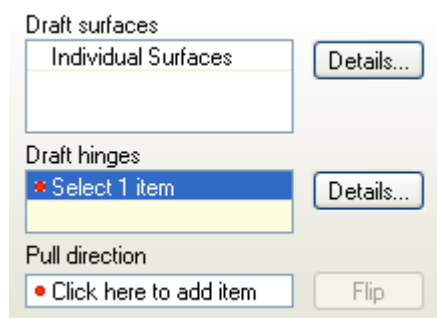 Draft surfaces
Individual Surfaces Details...
Draft hinges
Select 1 item Details...
Pull direction
Click here to add item Flip